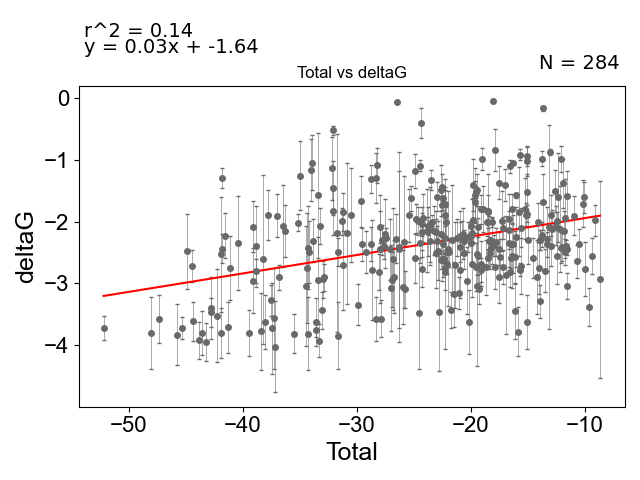 r^2 = 0.14
y = 0.03x + -1.64
N = 284
Total vs deltaG
0
−1
−2
−3
−4
deltaG
−50 −40 −30 −20 −10
Total